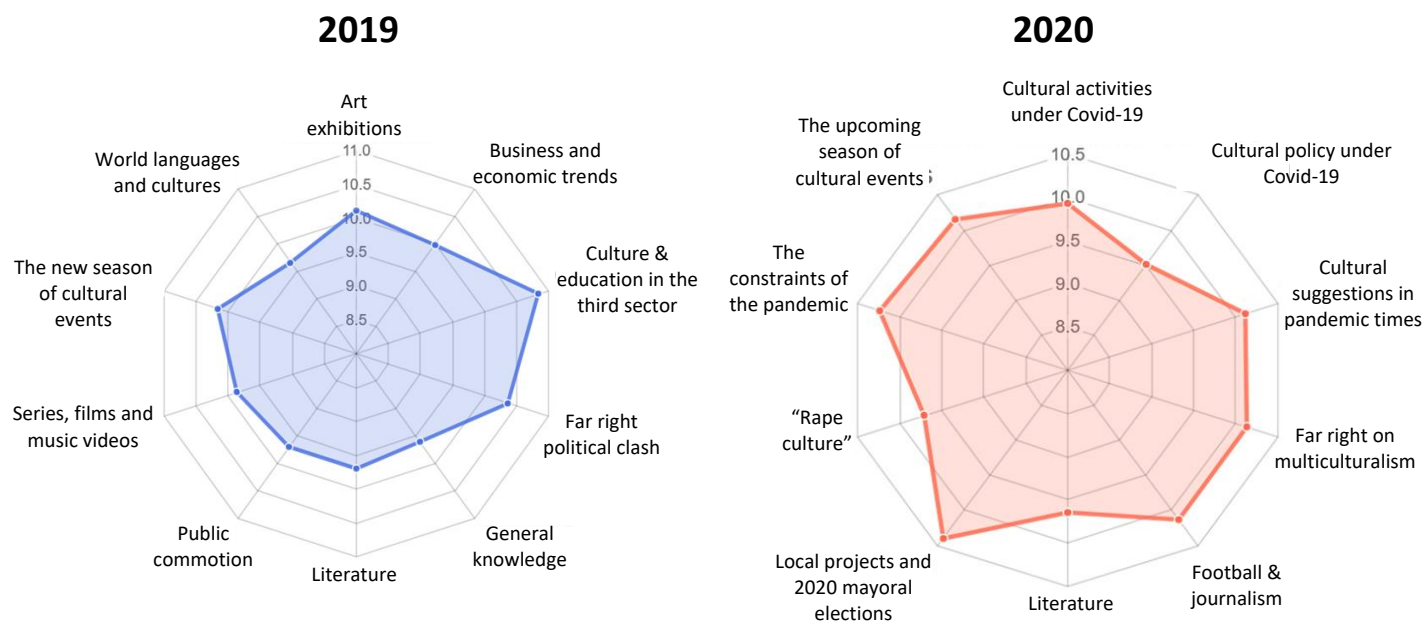 2019
Art
exhibitions
Business and
economic trends
Culture &
education in the
third sector
Far right
political clash
General
knowledge
Literature
Public
commotion
Series, films and
music videos
The new season
of cultural
events
World languages
and cultures
11.0
10.5
10.0
9.5
9.0
8.5
2020
Cultural activities
under Covid-19
Cultural policy under
Covid-19
Cultural
suggestions in
pandemic times
Far right on
multiculturalism
Football &
journalism
Literature
Local projects and
2020 mayoral
elections
“Rape
culture”
The
constraints of
the pandemic
The upcoming
season of
cultural events
10.5
10.0
9.5
9.0
8.5